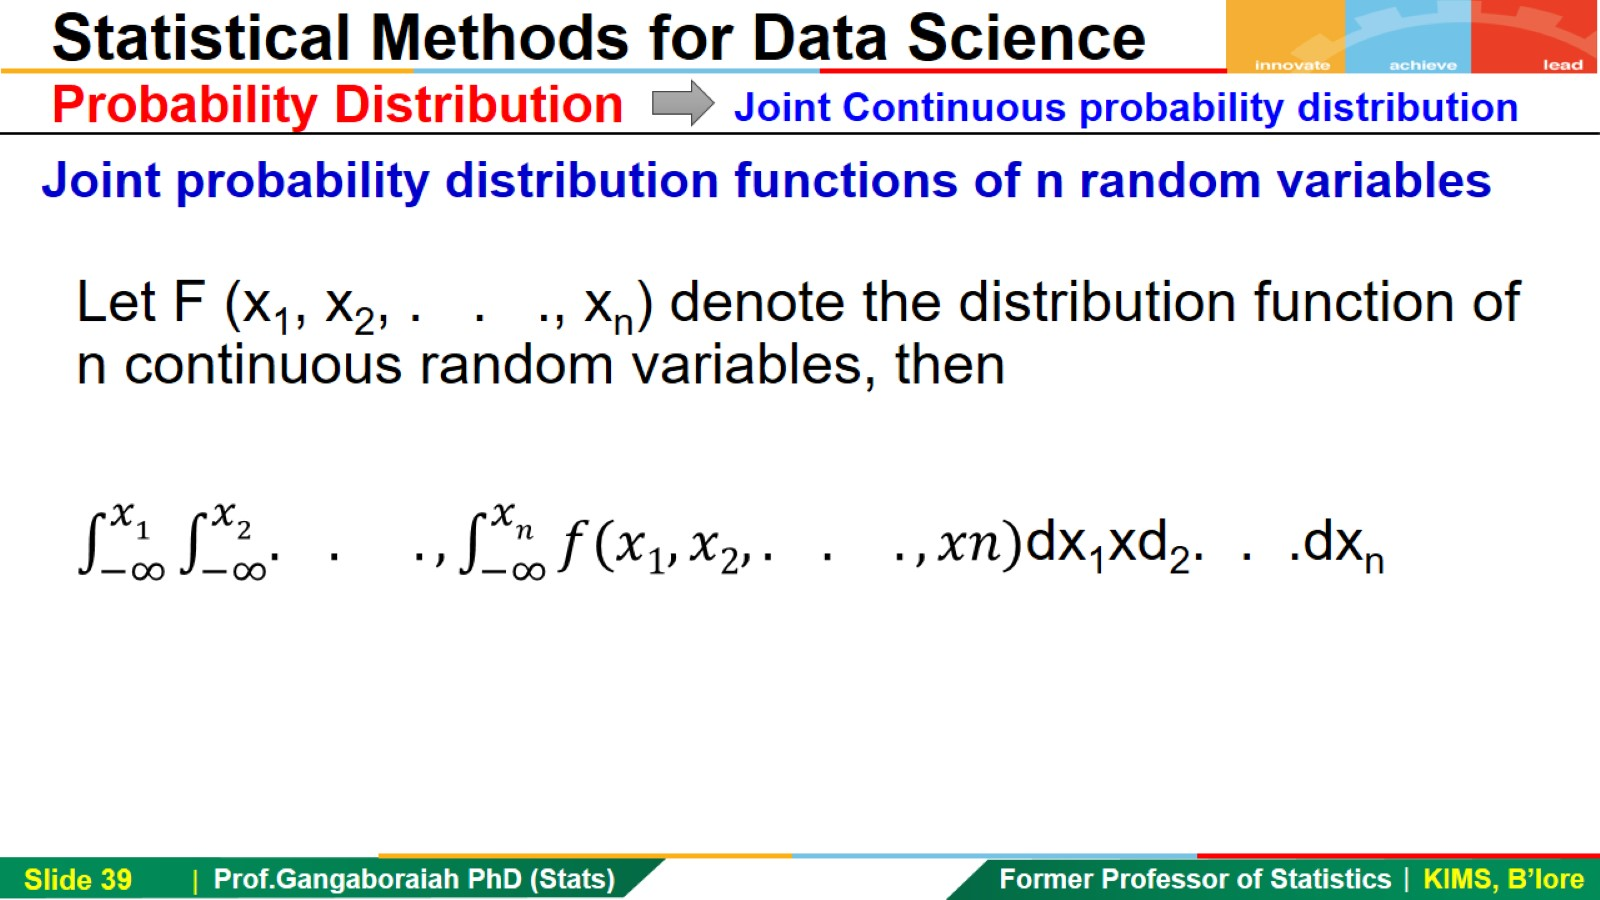 Statistical Methods for Data Science
innovate achieve lead
Probability Distribution Joint Continuous probability distribution
Joint probability distribution functions of n random variables
Let F (x₁, x₂, . . ., xₙ) denote the distribution function of
n continuous random variables, then
∫_{−∞}^{x₁} ∫_{−∞}^{x₂} . . ., ∫_{−∞}^{xₙ} f(x₁, x₂, . . ., xn)dx₁xd₂. . .dxₙ
Slide 39 | Prof.Gangaboraiah PhD (Stats) Former Professor of Statistics | KIMS, B’lore